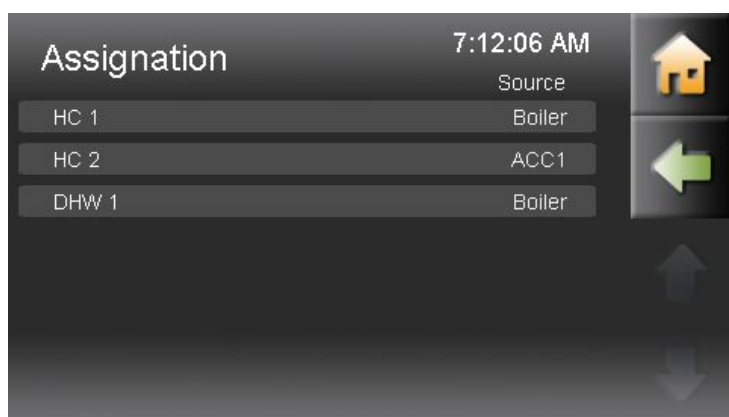 Assignation 7:12:06 AM
Source
HC 1 Boiler
HC 2 ACC1
DHW 1 Boiler